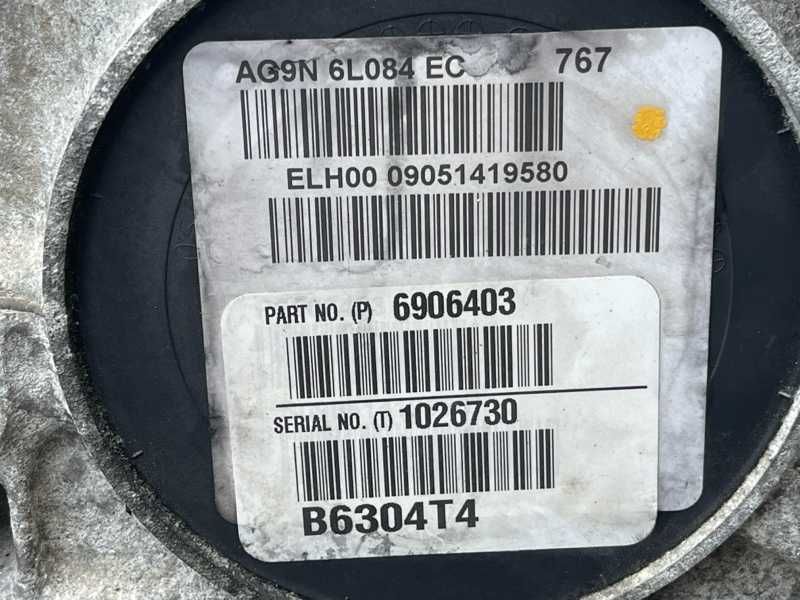 AG9N 6L084 EC 767
ELH00 09051419580
PART NO. (P) 6906403
SERIAL NO. (T) 1026730
B6304T4